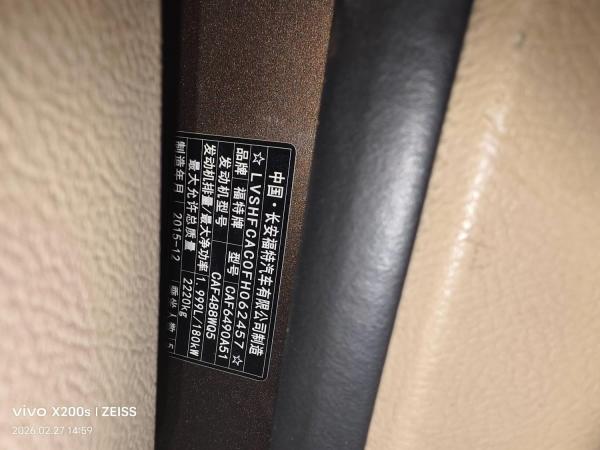 中国·长安福特汽车有限公司制造
☆LVSHFCAC0FH062457☆
品牌 福特牌 型号 CAF6490A51
发动机型号 CAF488WQ5
发动机排量/最大净功率 1.999L/180kW
最大允许总质量 2220kg
制造年月 2015-12 乘坐人数 5
vivo X200s | ZEISS
2026.02.27 14:59